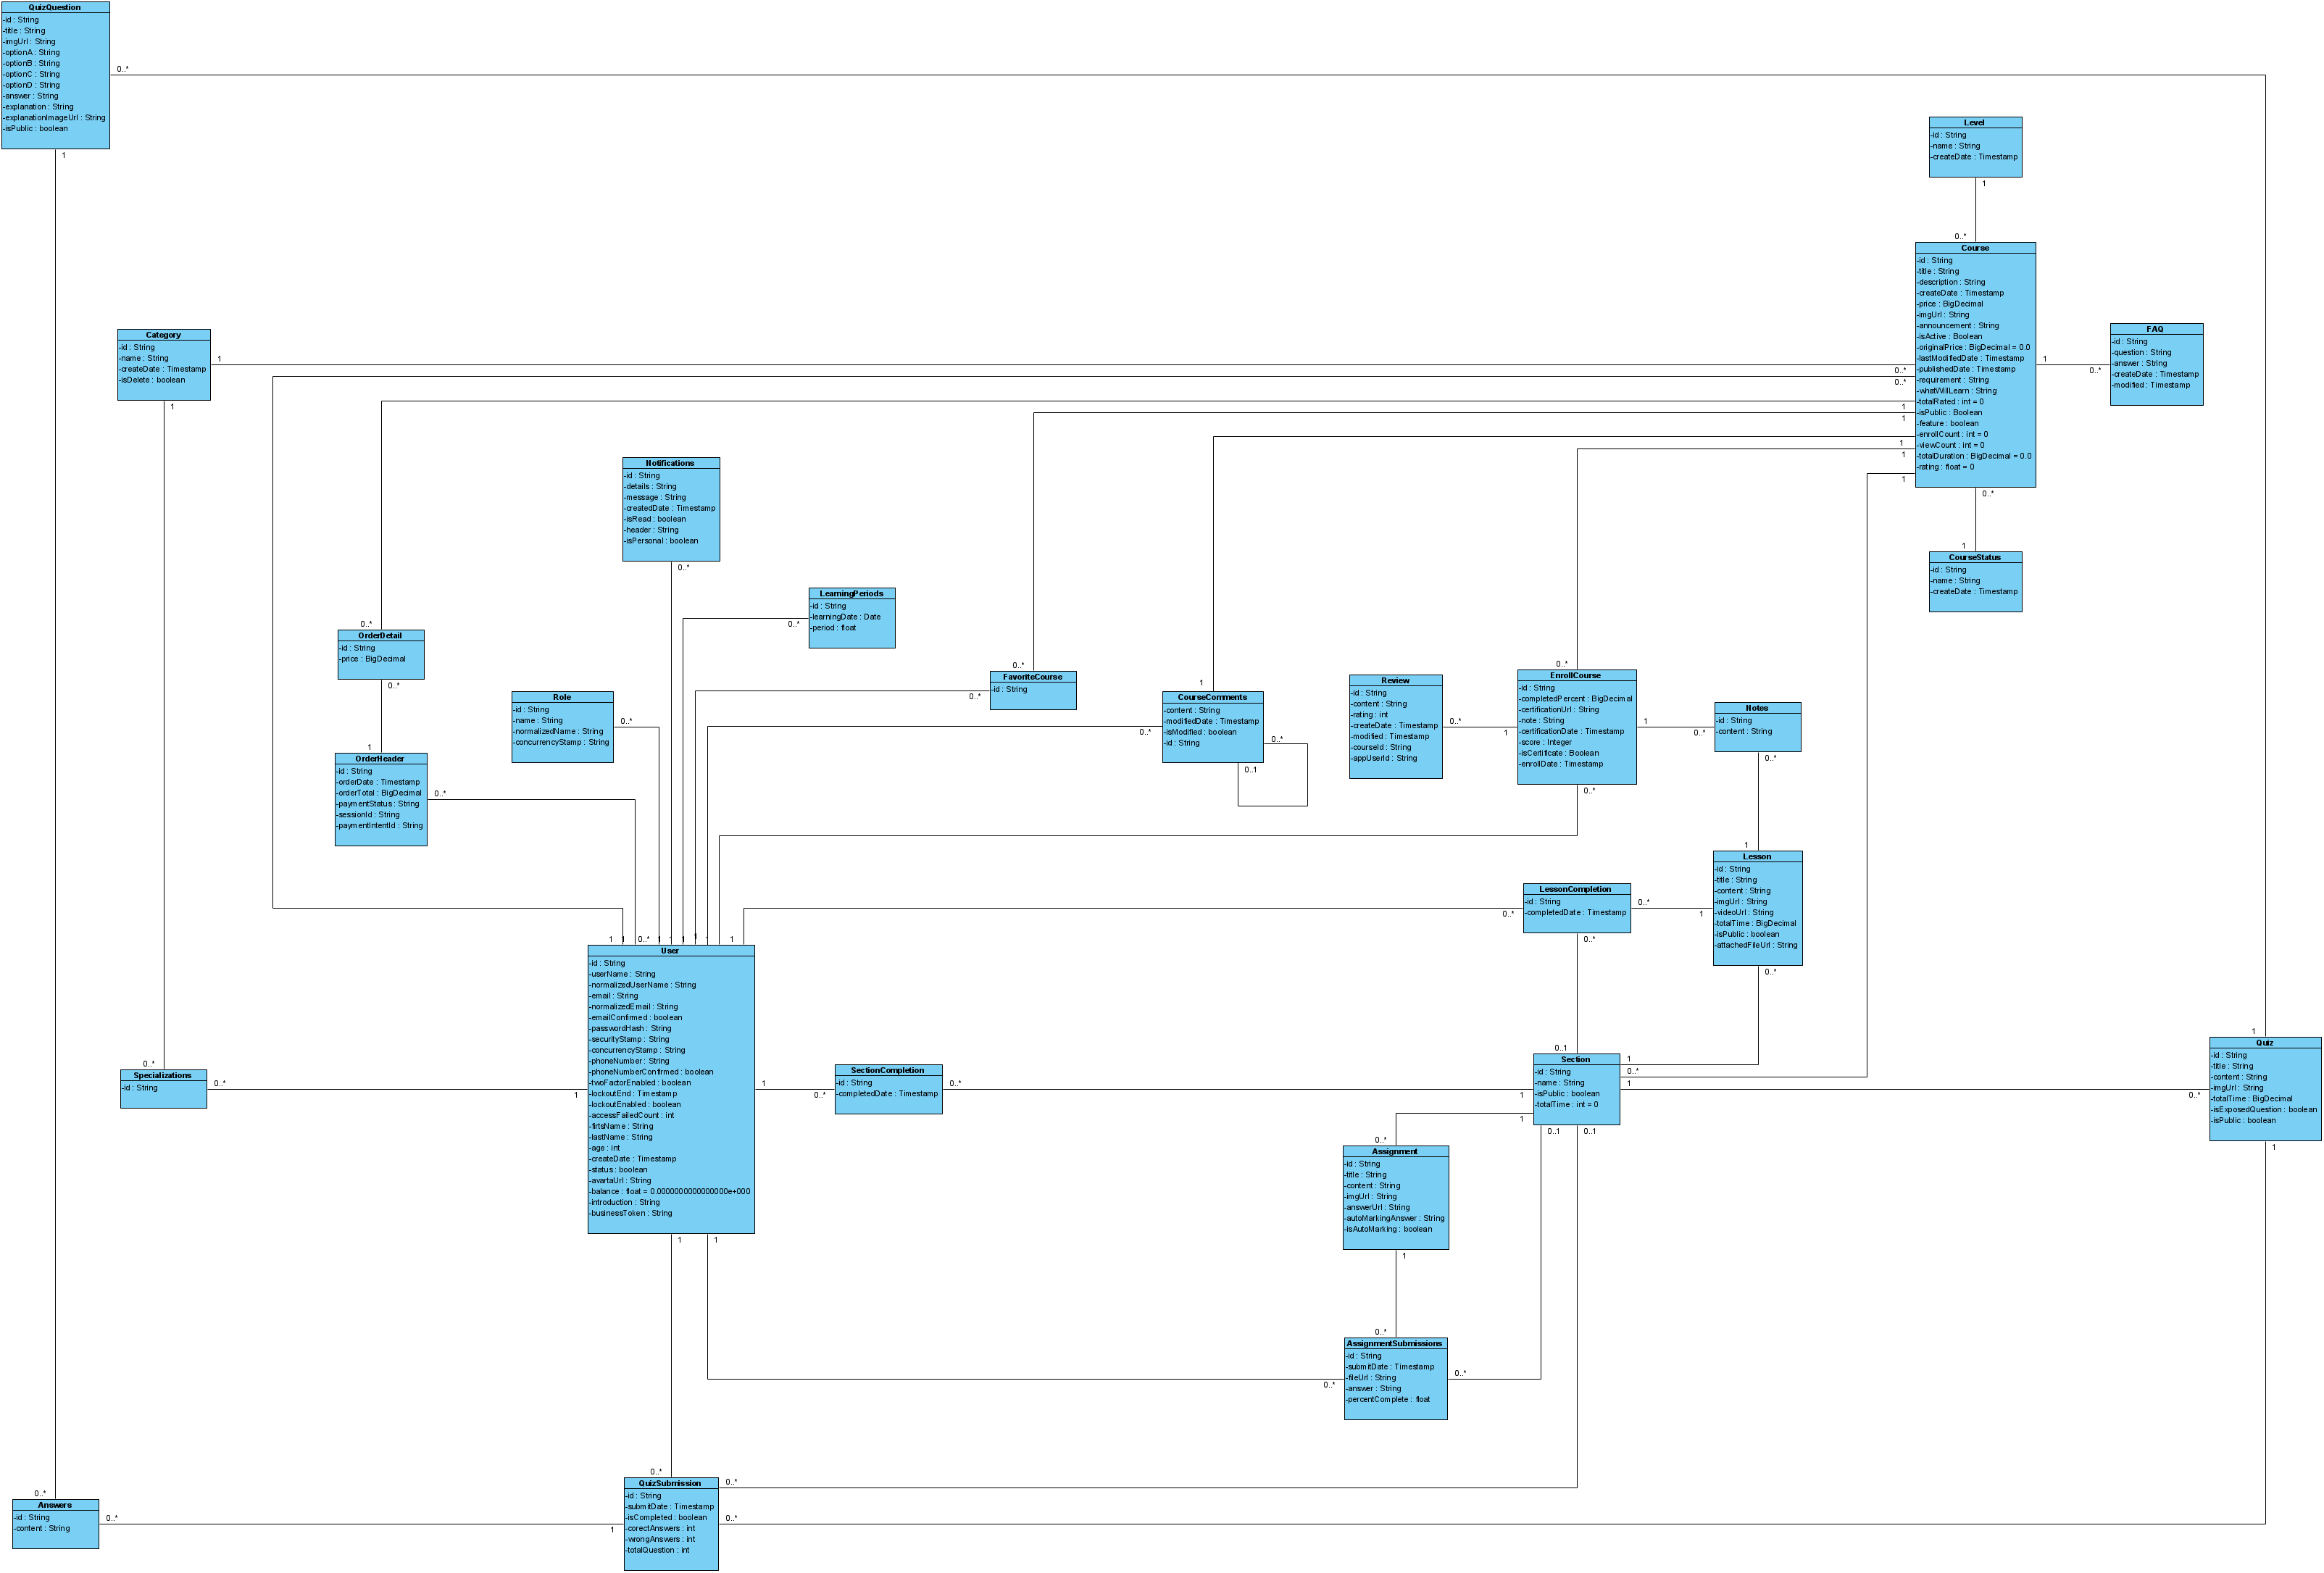 QuizQuestion
-id : String
-title : String
-imgUrl : String
-optionA : String
-optionB : String
-optionC : String
-optionD : String
-answer : String
-explanation : String
-explanationImageUrl : String
-isPublic : boolean
0..*
1
Level
-id : String
-name : String
-createDate : Timestamp
1
0..*
Course
-id : String
-title : String
-description : String
-createDate : Timestamp
-price : BigDecimal
-imgUrl : String
-announcement : String
-isActive : Boolean
-originalPrice : BigDecimal = 0.0
-lastModifiedDate : Timestamp
-publishedDate : Timestamp
-requirement : String
-whatWillLearn : String
-totalRated : int = 0
-isPublic : Boolean
-feature : boolean
-enrollCount : int = 0
-viewCount : int = 0
-totalDuration : BigDecimal = 0.0
-rating : float = 0
0..*
0..*
1
1
1
1
1
1
0..*
FAQ
-id : String
-question : String
-answer : String
-createDate : Timestamp
-modified : Timestamp
0..*
Category
-id : String
-name : String
-createDate : Timestamp
-isDelete : boolean
1
1
Notifications
-id : String
-details : String
-message : String
-createdDate : Timestamp
-isRead : boolean
-header : String
-isPersonal : boolean
0..*
1
CourseStatus
-id : String
-name : String
-createDate : Timestamp
LearningPeriods
-id : String
-learningDate : Date
-period : float
0..*
0..*
OrderDetail
-id : String
-price : BigDecimal
0..*
0..*
FavoriteCourse
-id : String
0..*
1
CourseComments
-content : String
-modifiedDate : Timestamp
-isModified : boolean
-id : String
0..*
0..*
0..1
Review
-id : String
-content : String
-rating : int
-createDate : Timestamp
-modified : Timestamp
-courseId : String
-appUserId : String
0..*
0..*
EnrollCourse
-id : String
-completedPercent : BigDecimal
-certificationUrl : String
-note : String
-certificationDate : Timestamp
-score : Integer
-isCertificate : Boolean
-enrollDate : Timestamp
1
1
0..*
Notes
-id : String
-content : String
0..*
0..*
Role
-id : String
-name : String
-normalizedName : String
-concurrencyStamp : String
0..*
1
OrderHeader
-id : String
-orderDate : Timestamp
-orderTotal : BigDecimal
-paymentStatus : String
-sessionId : String
-paymentIntentId : String
0..*
1
Lesson
-id : String
-title : String
-content : String
-imgUrl : String
-videoUrl : String
-totalTime : BigDecimal
-isPublic : boolean
-attachedFileUrl : String
1
0..*
LessonCompletion
-id : String
-completedDate : Timestamp
0..*
0..*
0..*
1
1
0..*
1
1
1
1
1
1
User
-id : String
-userName : String
-normalizedUserName : String
-email : String
-normalizedEmail : String
-emailConfirmed : boolean
-passwordHash : String
-securityStamp : String
-concurrencyStamp : String
-phoneNumber : String
-phoneNumberConfirmed : boolean
-twoFactorEnabled : boolean
-lockoutEnd : Timestamp
-lockoutEnabled : boolean
-accessFailedCount : int
-firtsName : String
-lastName : String
-age : int
-createDate : Timestamp
-status : boolean
-avartaUrl : String
-balance : float = 0.0000000000000000e+000
-introduction : String
-businessToken : String
1
1
1
1
0..*
Specializations
-id : String
0..*
SectionCompletion
-id : String
-completedDate : Timestamp
0..*
0..*
0..1
Section
-id : String
-name : String
-isPublic : boolean
-totalTime : int = 0
1
0..*
1
1
1
0..1
0..1
1
Quiz
-id : String
-title : String
-content : String
-imgUrl : String
-totalTime : BigDecimal
-isExposedQuestion : boolean
-isPublic : boolean
0..*
1
0..*
Assignment
-id : String
-title : String
-content : String
-imgUrl : String
-answerUrl : String
-autoMarkingAnswer : String
-isAutoMarking : boolean
1
0..*
AssignmentSubmissions
-id : String
-submitDate : Timestamp
-fileUrl : String
-answer : String
-percentComplete : float
0..*
0..*
0..*
QuizSubmission
-id : String
-submitDate : Timestamp
-isCompleted : boolean
-corectAnswers : int
-wrongAnswers : int
-totalQuestion : int
0..*
0..*
1
0..*
Answers
-id : String
-content : String
0..*